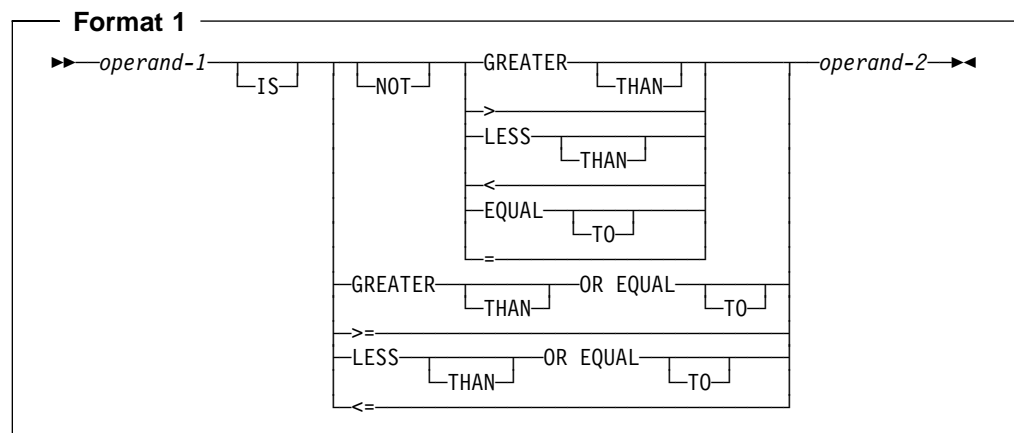 Format 1
operand-1 GREATER operand-2
IS NOT THAN
>
LESS
THAN
<
EQUAL
TO
=
GREATER OR EQUAL
THAN TO
>=
LESS OR EQUAL
THAN TO
<=